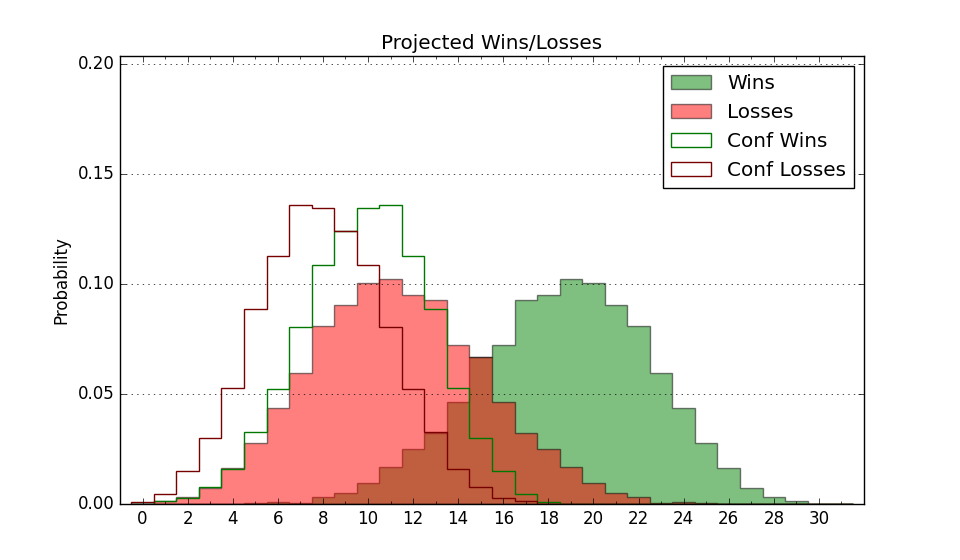 Projected Wins/Losses
Probability
0.20
0.15
0.10
0.05
0.00
0 2 4 6 8 10 12 14 16 18 20 22 24 26 28 30
Wins
Losses
Conf Wins
Conf Losses